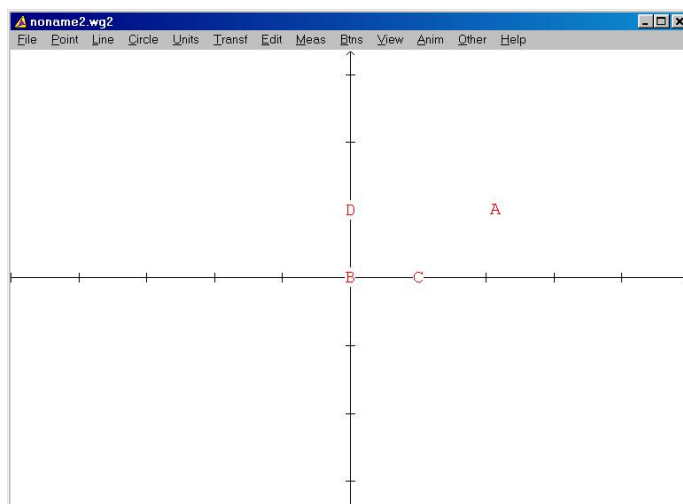 noname2.wg2
File Point Line Circle Units Transf Edit Meas Btns View Anim Other Help
D A
B C